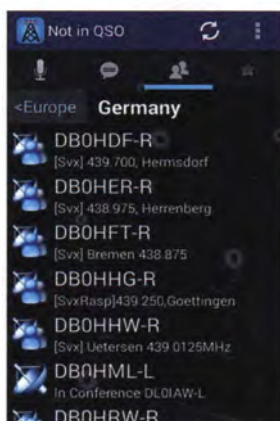 Not in QSO
<Europe Germany
DB0HDF-R
[Svx] 439.700, Hermsdorf
DB0HER-R
[Svx] 438.975, Herrenberg
DB0HFT-R
[Svx] Bremen 438.875
DB0HHG-R
[SvxRasp]439.250,Goettingen
DB0HHW-R
[Svx] Uetersen 439.0125MHz
DB0HML-L
In Conference DL0IAW-L
DB0HRW-R